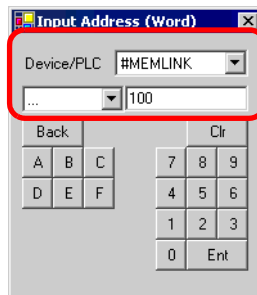 Input Address (Word)
Device/PLC #MEMLINK
... 100
Back Clr
A B C 7 8 9
D E F 4 5 6
1 2 3
0 Ent